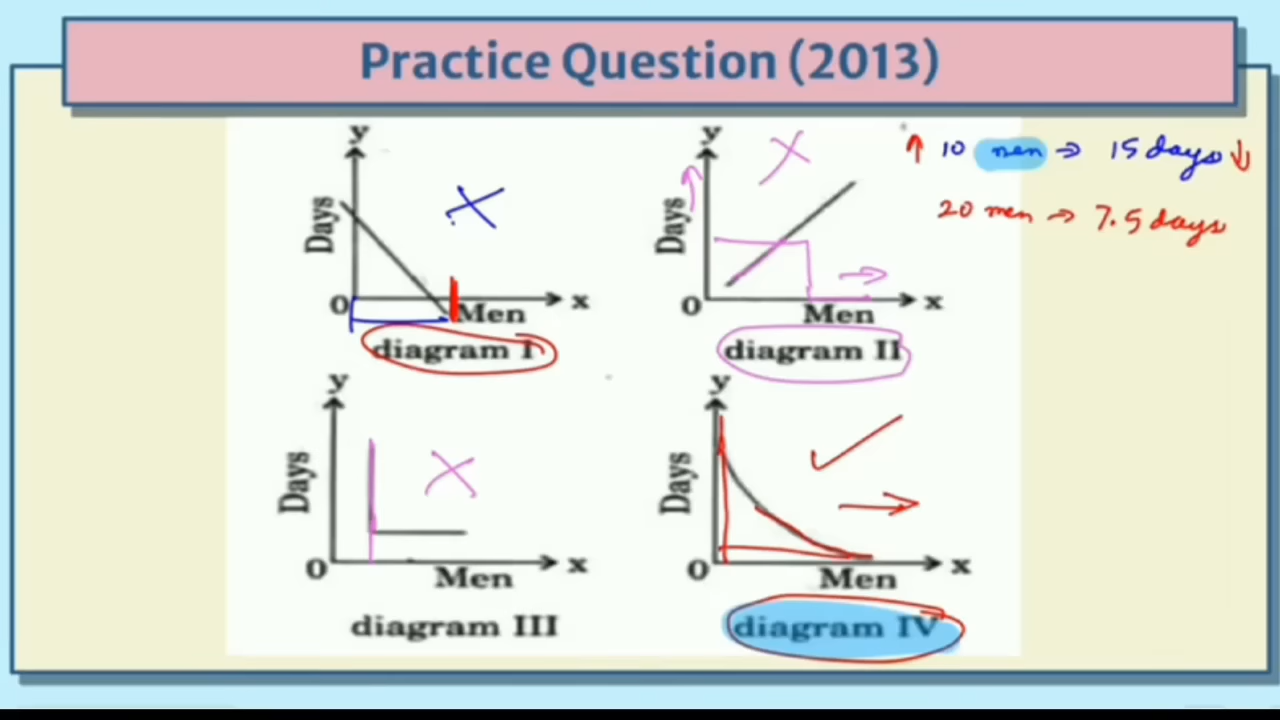 Practice Question (2013)
y
Days
0
Men
x
diagram I
y
Days
0
Men
x
diagram II
10 men → 15 days
20 men → 7.5 days
y
Days
0
Men
x
diagram III
y
Days
0
Men
x
diagram IV